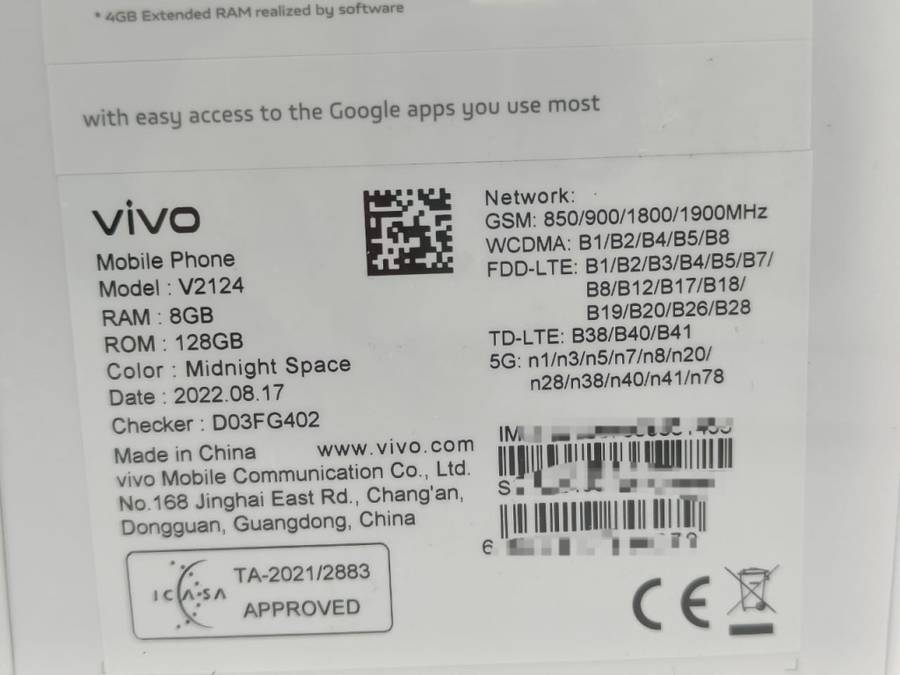 * 4GB Extended RAM realized by software
with easy access to the Google apps you use most
vivo
Mobile Phone
Model : V2124
RAM : 8GB
ROM : 128GB
Color : Midnight Space
Date : 2022.08.17
Checker : D03FG402
Made in China www.vivo.com
vivo Mobile Communication Co., Ltd.
No.168 Jinghai East Rd., Chang'an,
Dongguan, Guangdong, China
ICASA TA-2021/2883
APPROVED
Network:
GSM: 850/900/1800/1900MHz
WCDMA: B1/B2/B4/B5/B8
FDD-LTE: B1/B2/B3/B4/B5/B7/
B8/B12/B17/B18/
B19/B20/B26/B28
TD-LTE: B38/B40/B41
5G: n1/n3/n5/n7/n8/n20/
n28/n38/n40/n41/n78
CE